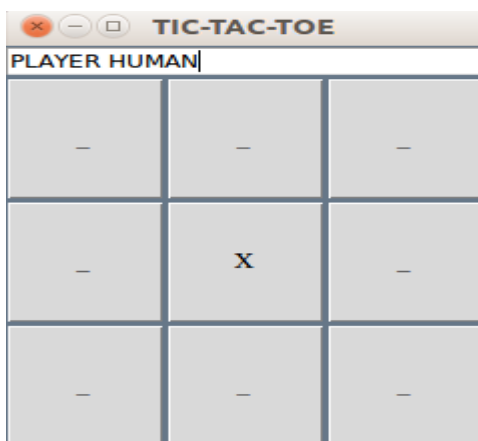 TIC-TAC-TOE
PLAYER HUMAN
_ _ _
_ X _
_ _ _